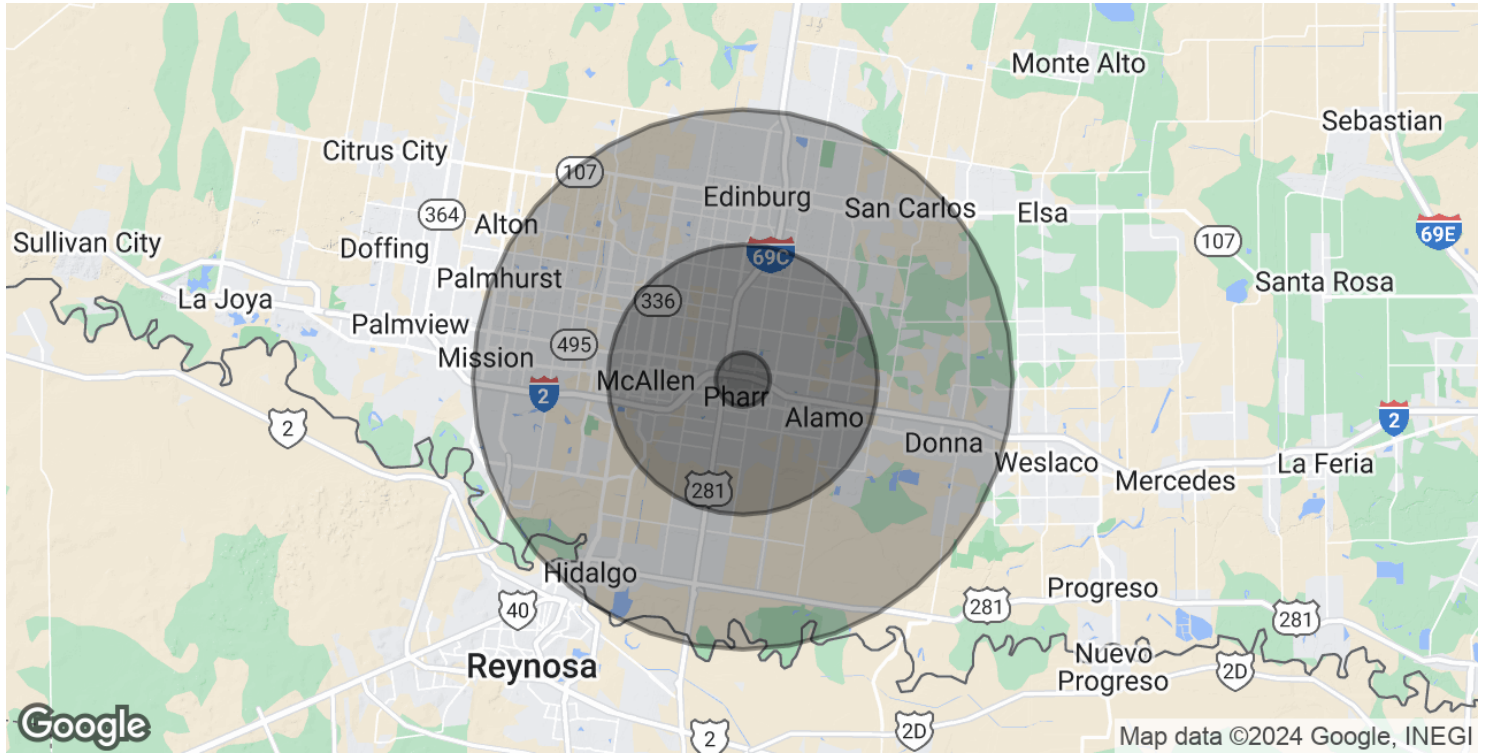 Monte Alto
Sebastian
Citrus City
107
Edinburg
San Carlos
Elsa
364
Alton
69E
Sullivan City
Doffing
107
69C
Palmhurst
Santa Rosa
La Joya
336
Palmview
495
Mission
McAllen
2
Pharr
Alamo
2
2
Donna
Weslaco
La Feria
Mercedes
281
Hidalgo
Progreso
40
281
281
Reynosa
Nuevo
Progreso
2D
Google
2
2D
Map data ©2024 Google, INEGI